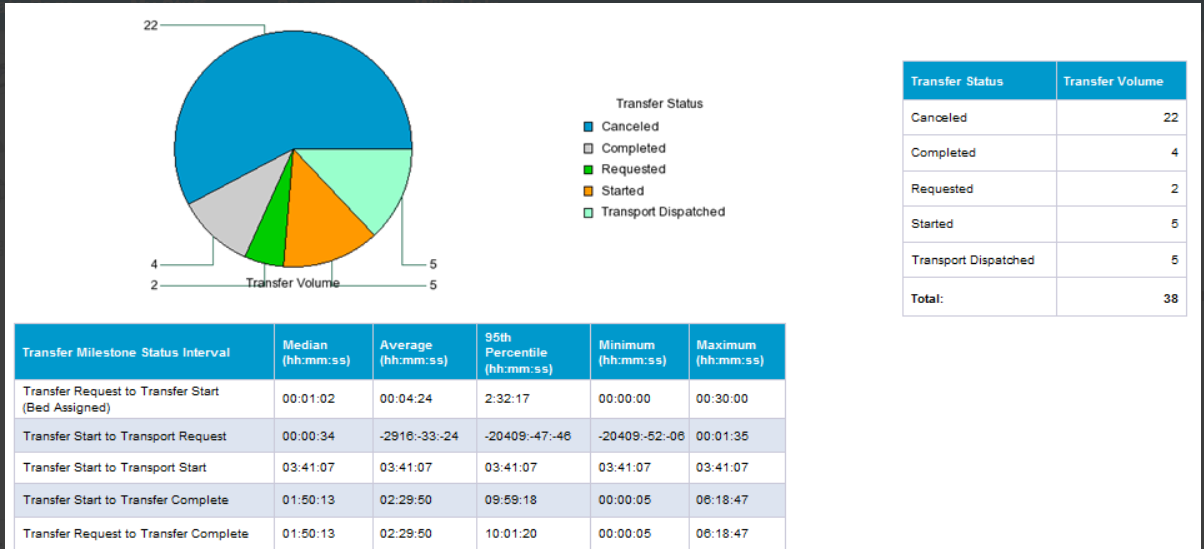 22
4
2
Transfer Volume
5
5
Transfer Status
Canceled
Completed
Requested
Started
Transport Dispatched
Transfer Status Transfer Volume
Canceled 22
Completed 4
Requested 2
Started 5
Transport Dispatched 5
Total: 38
Transfer Milestone Status Interval Median (hh:mm:ss) Average (hh:mm:ss) 95th Percentile (hh:mm:ss) Minimum (hh:mm:ss) Maximum (hh:mm:ss)
Transfer Request to Transfer Start (Bed Assigned) 00:01:02 00:04:24 2:32:17 00:00:00 00:30:00
Transfer Start to Transport Request 00:00:34 -2916:-33:-24 -20409:-47:-46 -20409:-52:-06 00:01:35
Transfer Start to Transport Start 03:41:07 03:41:07 03:41:07 03:41:07 03:41:07
Transfer Start to Transfer Complete 01:50:13 02:29:50 09:59:18 00:00:05 06:18:47
Transfer Request to Transfer Complete 01:50:13 02:29:50 10:01:20 00:00:05 06:18:47